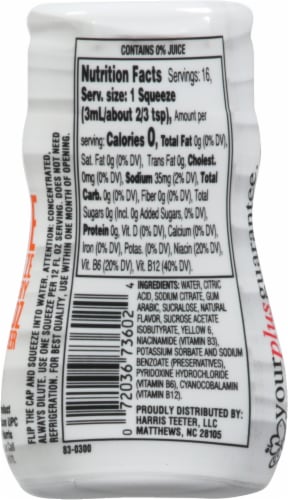 CONTAINS 0% JUICE
Nutrition Facts Servings: 16,
Serv. size: 1 Squeeze
(3mL/about 2/3 tsp), Amount per
serving: Calories 0, Total Fat 0g (0% DV),
Sat. Fat 0g (0% DV), Trans Fat 0g, Cholest.
0mg (0% DV), Sodium 35mg (2% DV), Total
Carb. 0g (0% DV), Fiber 0g (0% DV), Total
Sugars 0g (Incl. 0g Added Sugars, 0% DV),
Protein 0g, Vit. D (0% DV), Calcium (0% DV),
Iron (0% DV), Potas. (0% DV), Niacin (20% DV),
Vit. B6 (20% DV), Vit. B12 (40% DV).
INGREDIENTS: WATER, CITRIC
ACID, SODIUM CITRATE, GUM
ARABIC, SUCRALOSE, NATURAL
FLAVOR, SUCROSE ACETATE
ISOBUTYRATE, YELLOW 6,
NIACINAMIDE (VITAMIN B3),
POTASSIUM SORBATE AND SODIUM
BENZOATE (PRESERVATIVES),
PYRIDOXINE HYDROCHLORIDE
(VITAMIN B6), CYANOCOBALAMIN
(VITAMIN B12).
PROUDLY DISTRIBUTED BY:
HARRIS TEETER, LLC
MATTHEWS, NC 28105
0 72036 73602 4
83-0300
FLIP THE CAP AND SQUEEZE INTO WATER. ATTENTION: CONCENTRATED.
ALWAYS DILUTE. USE ONE SQUEEZE PER 12 FL OZ SERVING. DOES NOT NEED
REFRIGERATION. FOR BEST QUALITY, USE WITHIN ONE MONTH OF OPENING.
yourplusguarantee.
UPC